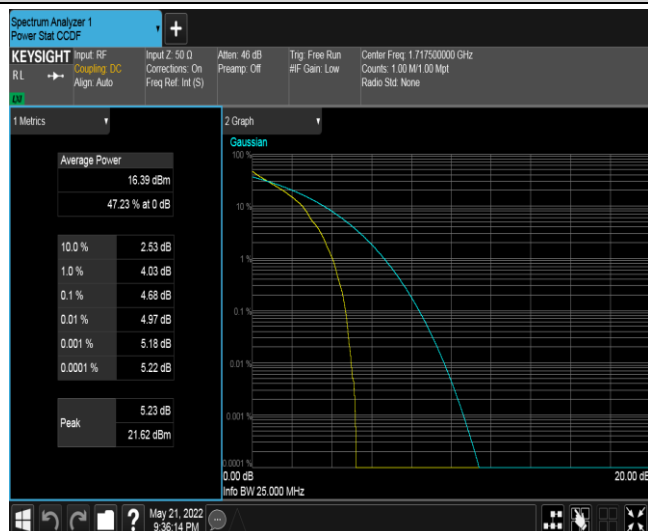 Spectrum Analyzer 1
Power Stat CCDF
KEYSIGHT
RL
Input: RF
Coupling: DC
Align: Auto
Input Z: 50 Ω
Corrections: On
Freq Ref: Int (S)
Atten: 46 dB
Preamp: Off
Trig: Free Run
#IF Gain: Low
Center Freq: 1.717500000 GHz
Counts: 1.00 M/1.00 Mpt
Radio Std: None
1 Metrics
Average Power
16.39 dBm
47.23 % at 0 dB
10.0 % 2.53 dB
1.0 % 4.03 dB
0.1 % 4.68 dB
0.01 % 4.97 dB
0.001 % 5.18 dB
0.0001 % 5.22 dB
Peak
5.23 dB
21.62 dBm
2 Graph
Gaussian
100 %
10 %
1 %
0.1 %
0.01 %
0.001 %
0.0001 %
0.00 dB
20.00 dB
Info BW 25.000 MHz
?
May 21, 2022
9:36:14 PM